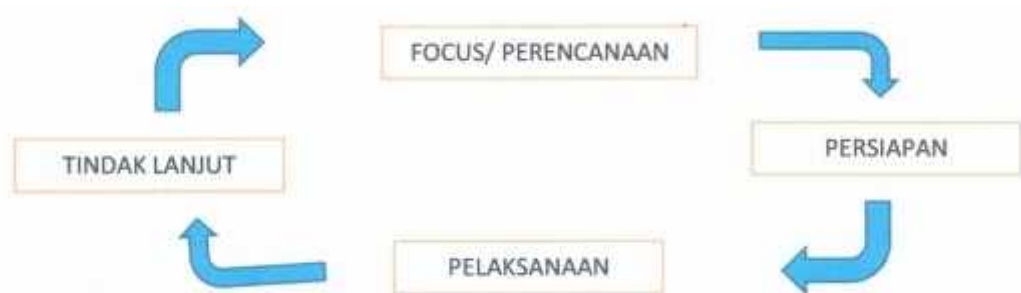 FOCUS/ PERENCANAAN
PERSIAPAN
PELAKSANAAN
TINDAK LANJUT